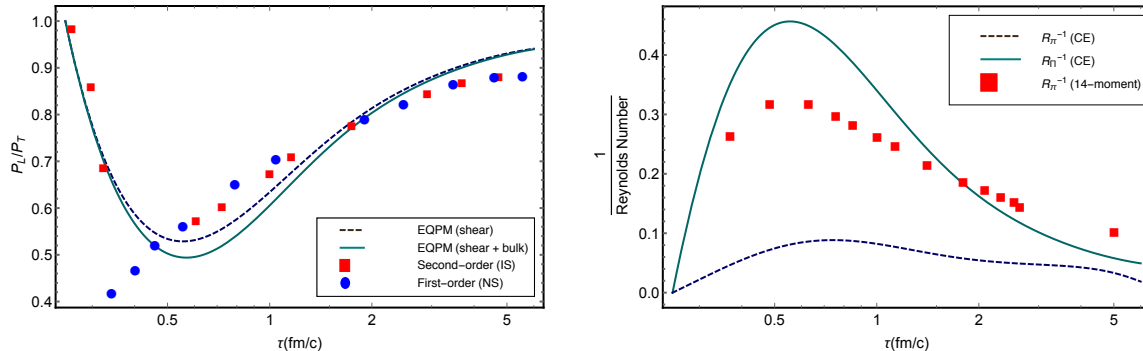 1.0
0.9
0.8
0.7
0.6
0.5
0.4
P_L/P_T
0.5
1
2
5
τ(fm/c)
EQPM (shear)
EQPM (shear + bulk)
Second-order (IS)
First-order (NS)
0.4
0.3
0.2
0.1
0.0
1
Reynolds Number
0.5
1
2
5
τ(fm/c)
R_π^{-1} (CE)
R_Π^{-1} (CE)
R_π^{-1} (14-moment)